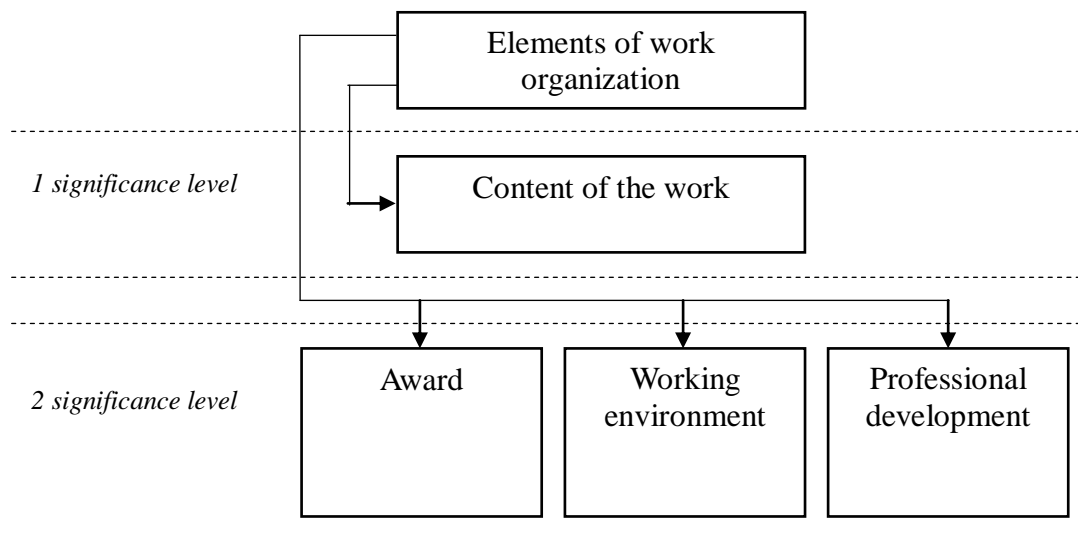 Elements of work
organization
1 significance level
Content of the work
2 significance level
Award
Working
environment
Professional
development